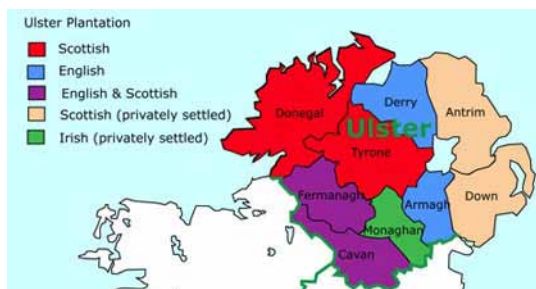 Ulster Plantation
Scottish
English
English & Scottish
Scottish (privately settled)
Irish (privately settled)
Donegal
Derry
Antrim
Ulster
Tyrone
Fermanagh
Armagh
Down
Monaghan
Cavan